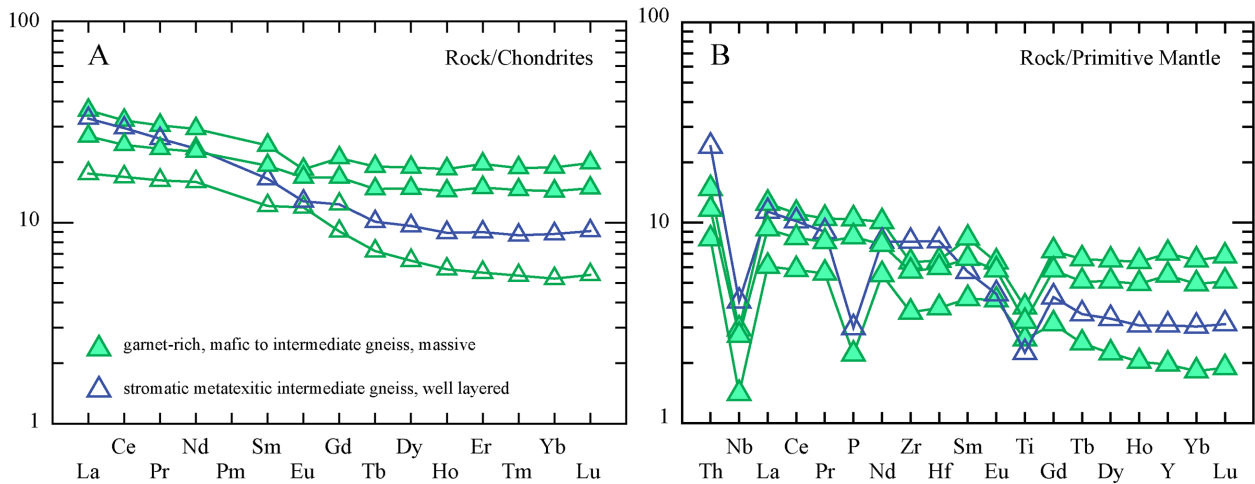 100
A
Rock/Chondrites
10
garnet-rich, mafic to intermediate gneiss, massive
stromatic metatexitic intermediate gneiss, well layered
1
Ce Nd Sm Gd Dy Er Yb
La Pr Pm Eu Tb Ho Tm Lu
100
B
Rock/Primitive Mantle
10
1
Nb Ce P Zr Sm Ti Tb Ho Yb
Th La Pr Nd Hf Eu Gd Dy Y Lu